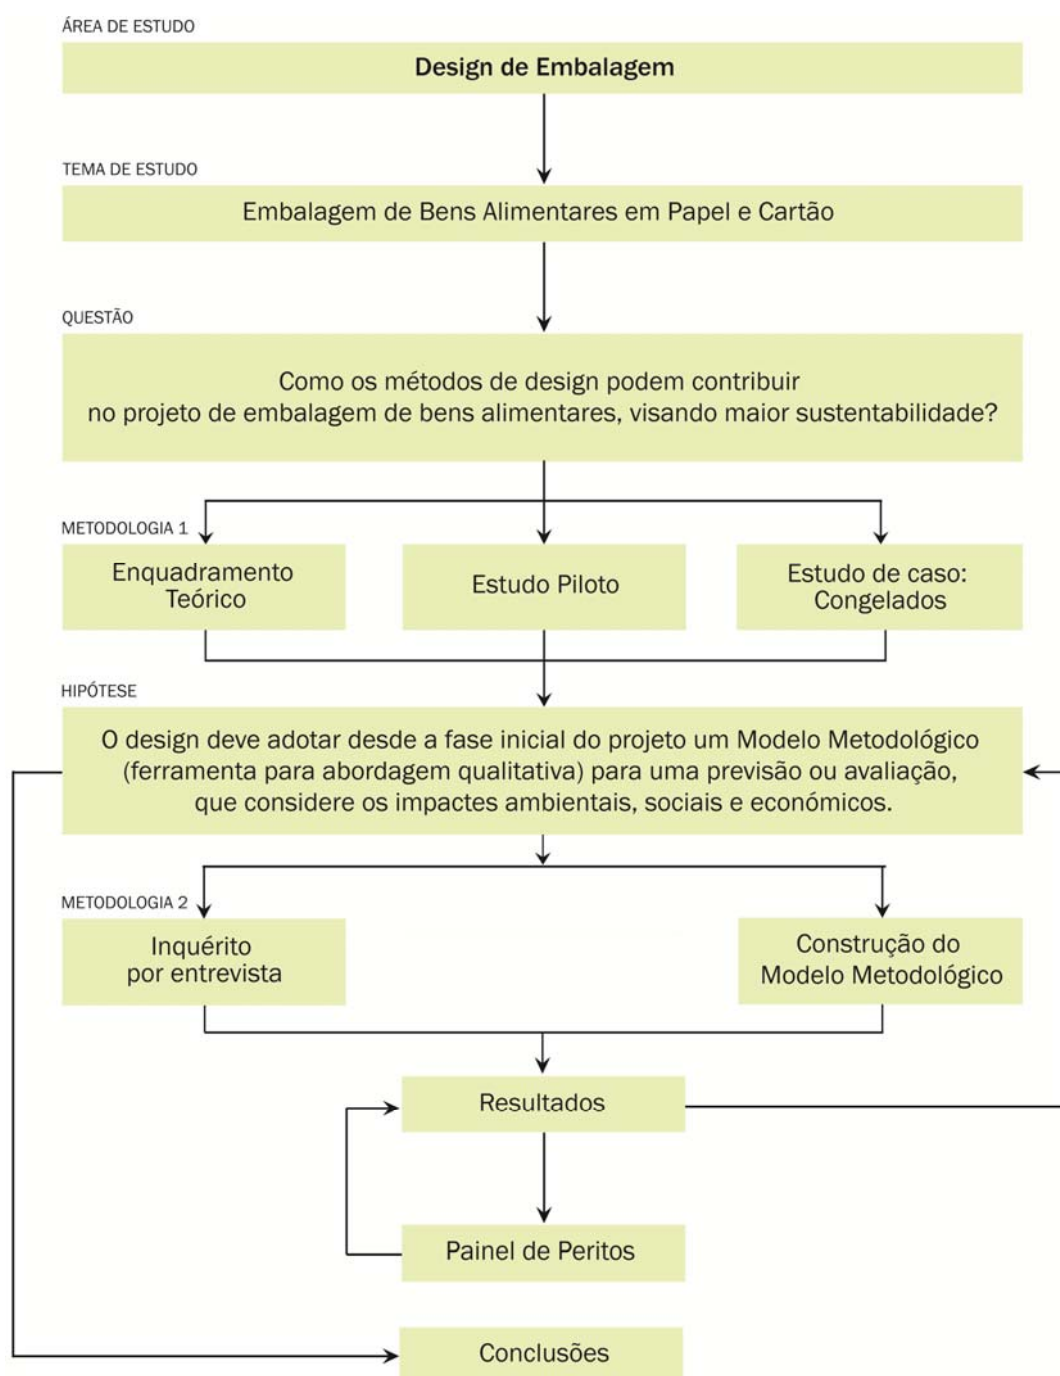 ÁREA DE ESTUDO
Design de Embalagem
TEMA DE ESTUDO
Embalagem de Bens Alimentares em Papel e Cartão
QUESTÃO
Como os métodos de design podem contribuir
no projeto de embalagem de bens alimentares, visando maior sustentabilidade?
METODOLOGIA 1
Enquadramento
Teórico
Estudo Piloto
Estudo de caso:
Congelados
HIPÓTESE
O design deve adotar desde a fase inicial do projeto um Modelo Metodológico
(ferramenta para abordagem qualitativa) para uma previsão ou avaliação,
que considere os impactes ambientais, sociais e económicos.
METODOLOGIA 2
Inquérito
por entrevista
Construção do
Modelo Metodológico
Resultados
Painel de Peritos
Conclusões